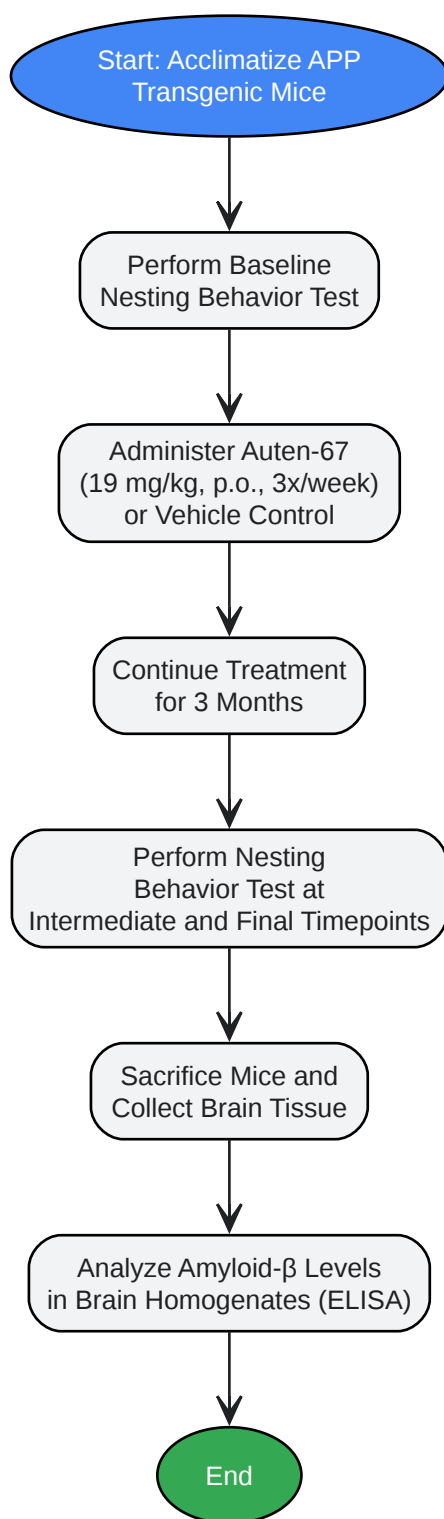 Start: Acclimatize APP
Transgenic Mice
Perform Baseline
Nesting Behavior Test
Administer Auten-67
(19 mg/kg, p.o., 3x/week)
or Vehicle Control
Continue Treatment
for 3 Months
Perform Nesting
Behavior Test at
Intermediate and Final Timepoints
Sacrifice Mice and
Collect Brain Tissue
Analyze Amyloid-β Levels
in Brain Homogenates (ELISA)
End